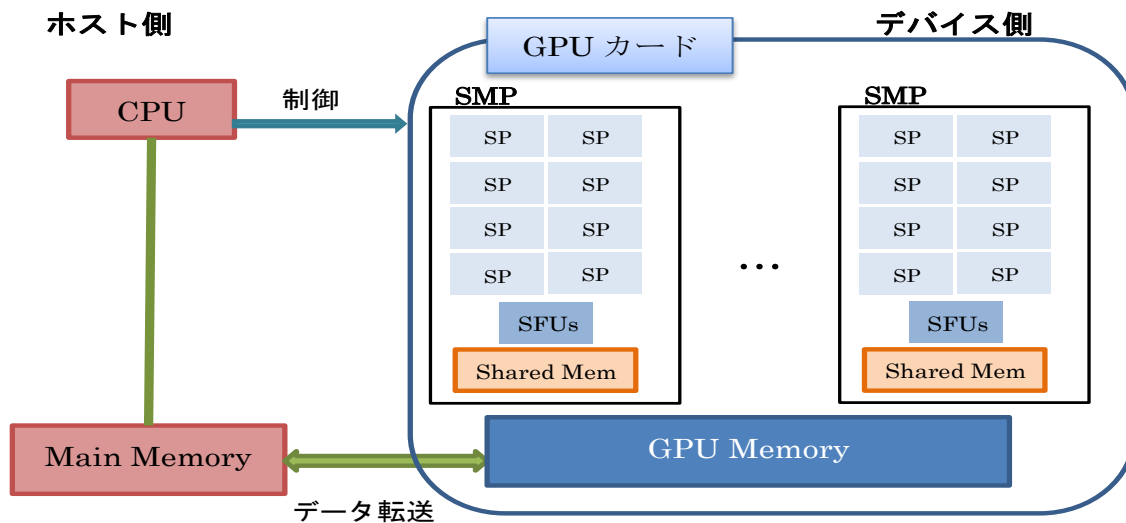 ホスト側
デバイス側
GPU カード
CPU
制御
SMP
SP SP
SP SP
SP SP
SP SP
SFUs
Shared Mem
...
SMP
SP SP
SP SP
SP SP
SP SP
SFUs
Shared Mem
Main Memory
GPU Memory
データ転送